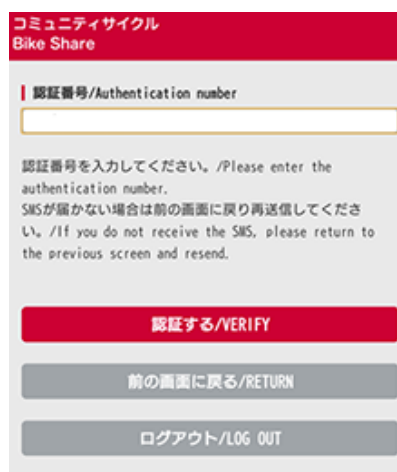 コミュニティサイクル
Bike Share
認証番号/Authentication number
認証番号を入力してください。/Please enter the
authentication number.
SMSが届かない場合は前の画面に戻り再送信してくださ
い。/If you do not receive the SMS, please return to
the previous screen and resend.
認証する/VERIFY
前の画面に戻る/RETURN
ログアウト/LOG OUT